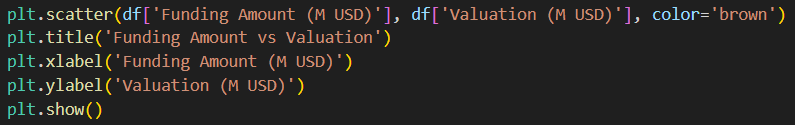 plt.scatter(df['Funding Amount (M USD)'], df['Valuation (M USD)'], color='brown')
plt.title('Funding Amount vs Valuation')
plt.xlabel('Funding Amount (M USD)')
plt.ylabel('Valuation (M USD)')
plt.show()